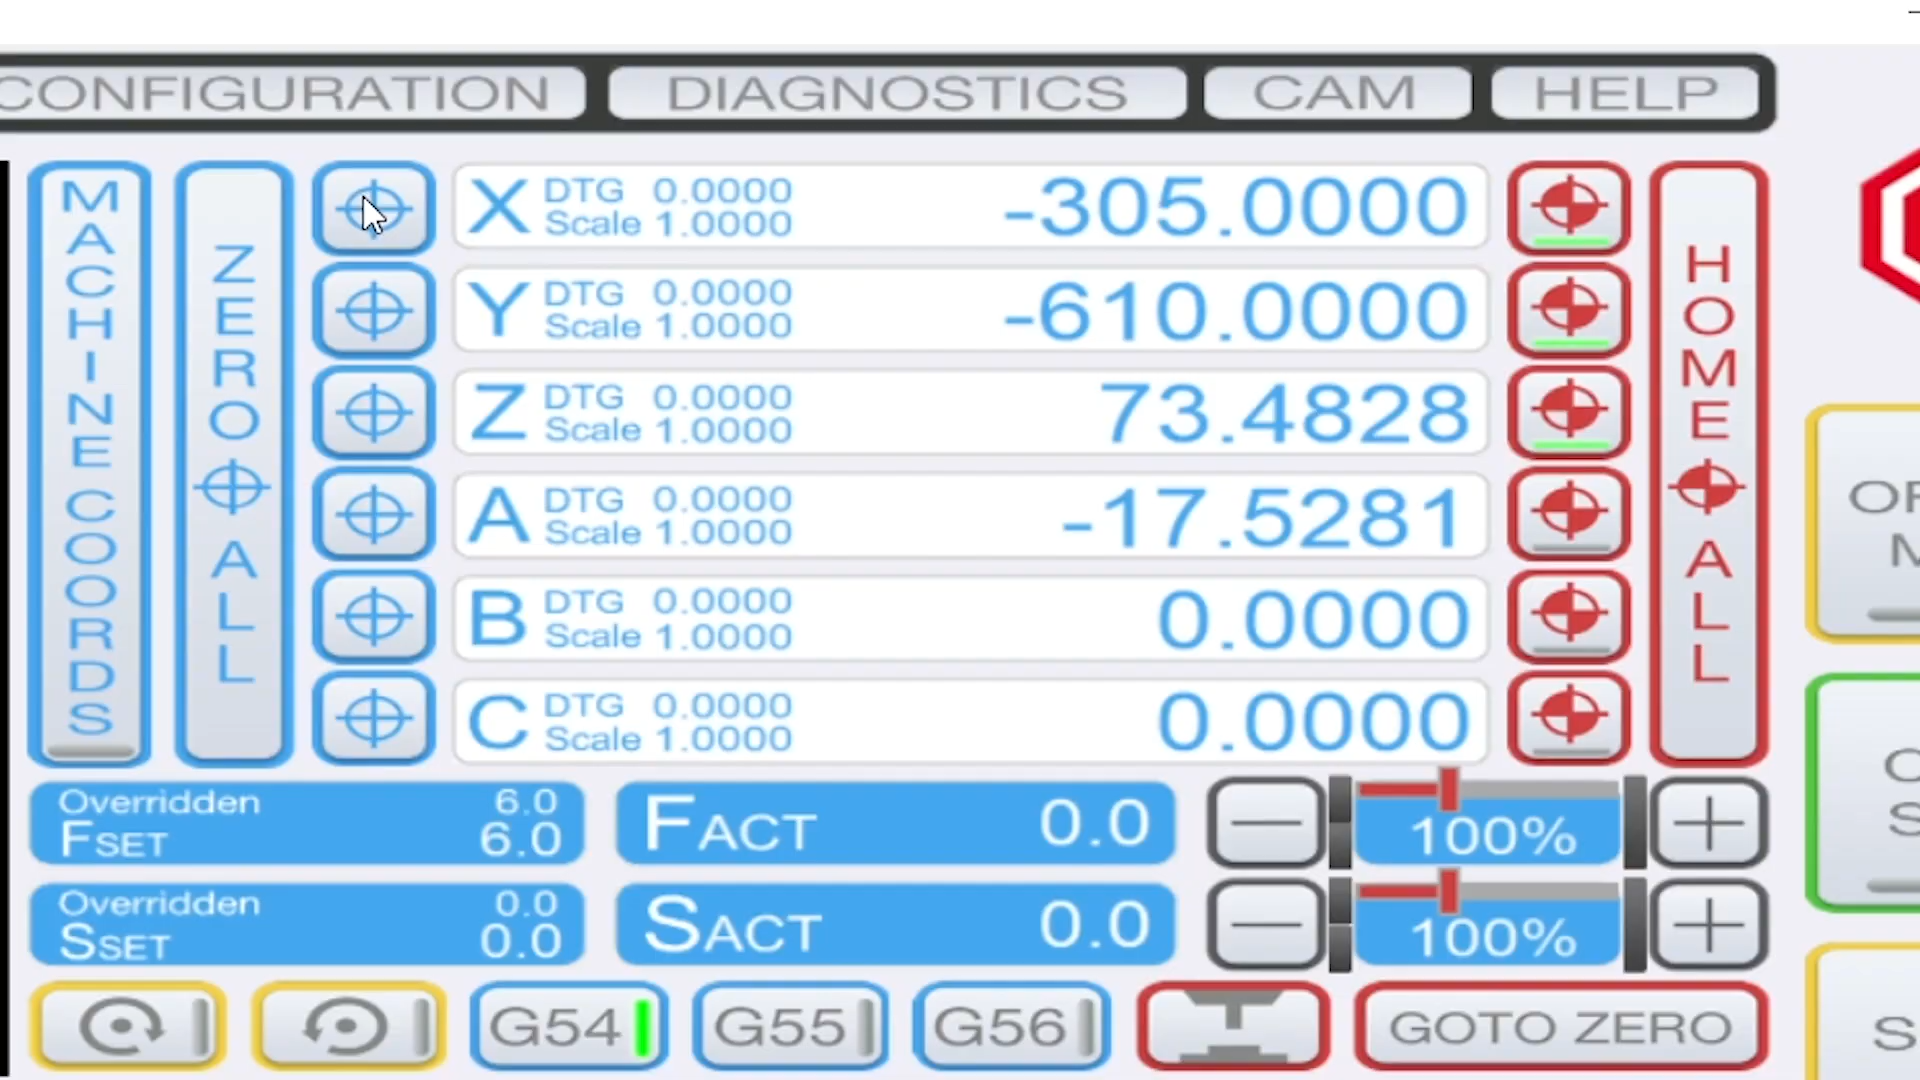 CONFIGURATION DIAGNOSTICS CAM HELP
MACHINE COORDS
ZERO ALL
X DTG 0.0000 -305.0000
Scale 1.0000
Y DTG 0.0000 -610.0000
Scale 1.0000
Z DTG 0.0000 73.4828
Scale 1.0000
A DTG 0.0000 -17.5281
Scale 1.0000
B DTG 0.0000 0.0000
Scale 1.0000
C DTG 0.0000 0.0000
Scale 1.0000
HOME ALL
Overridden 6.0
FSET 6.0
FACT 0.0
100%
Overridden 0.0
SSET 0.0
SACT 0.0
100%
G54 G55 G56 GOTO ZERO